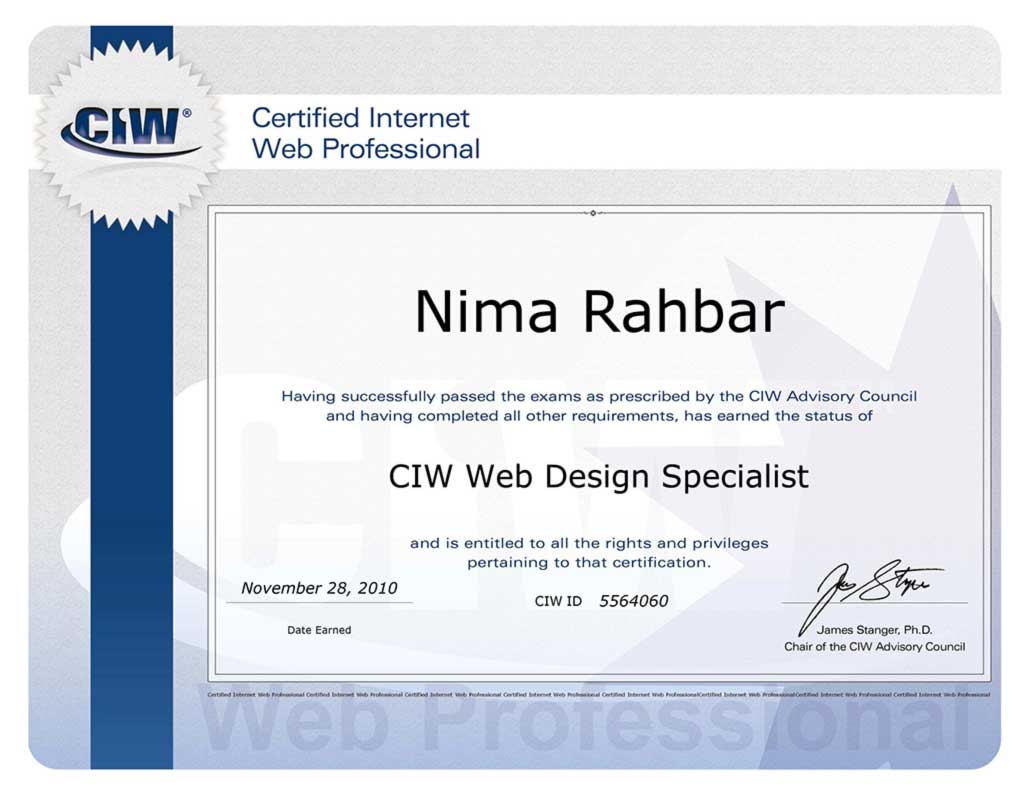 CIW®
Certified Internet
Web Professional
Nima Rahbar
Having successfully passed the exams as prescribed by the CIW Advisory Council
and having completed all other requirements, has earned the status of
CIW Web Design Specialist
and is entitled to all the rights and privileges
pertaining to that certification.
November 28, 2010
Date Earned
CIW ID 5564060
James Stanger, Ph.D.
Chair of the CIW Advisory Council
Certified Internet Web Professional Certified Internet Web Professional Certified Internet Web Professional Certified Internet Web Professional Certified Internet Web ProfessionalCertified Internet Web ProfessionalCertified Internet Web Professional Certified Internet Web Professional
Web Professional